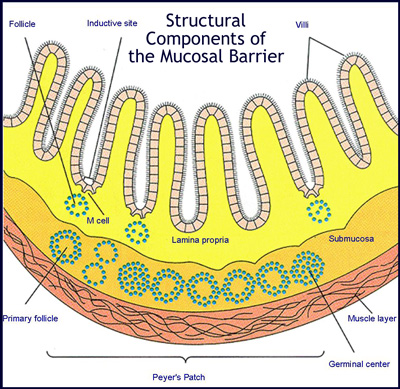 Structural
Components of
the Mucosal Barrier
Follicle
Inductive site
Villi
M cell
Lamina propria
Submucosa
Primary follicle
Muscle layer
Germinal center
Peyer's Patch